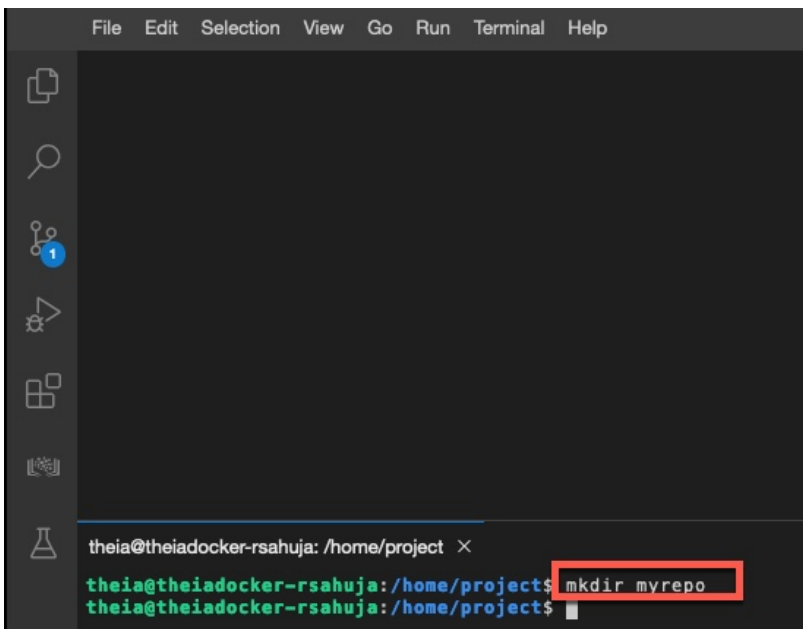 File Edit Selection View Go Run Terminal Help
1
theia@theiadocker-rsahuja: /home/project ×
theia@theiadocker-rsahuja:/home/project$ mkdir myrepo
theia@theiadocker-rsahuja:/home/project$